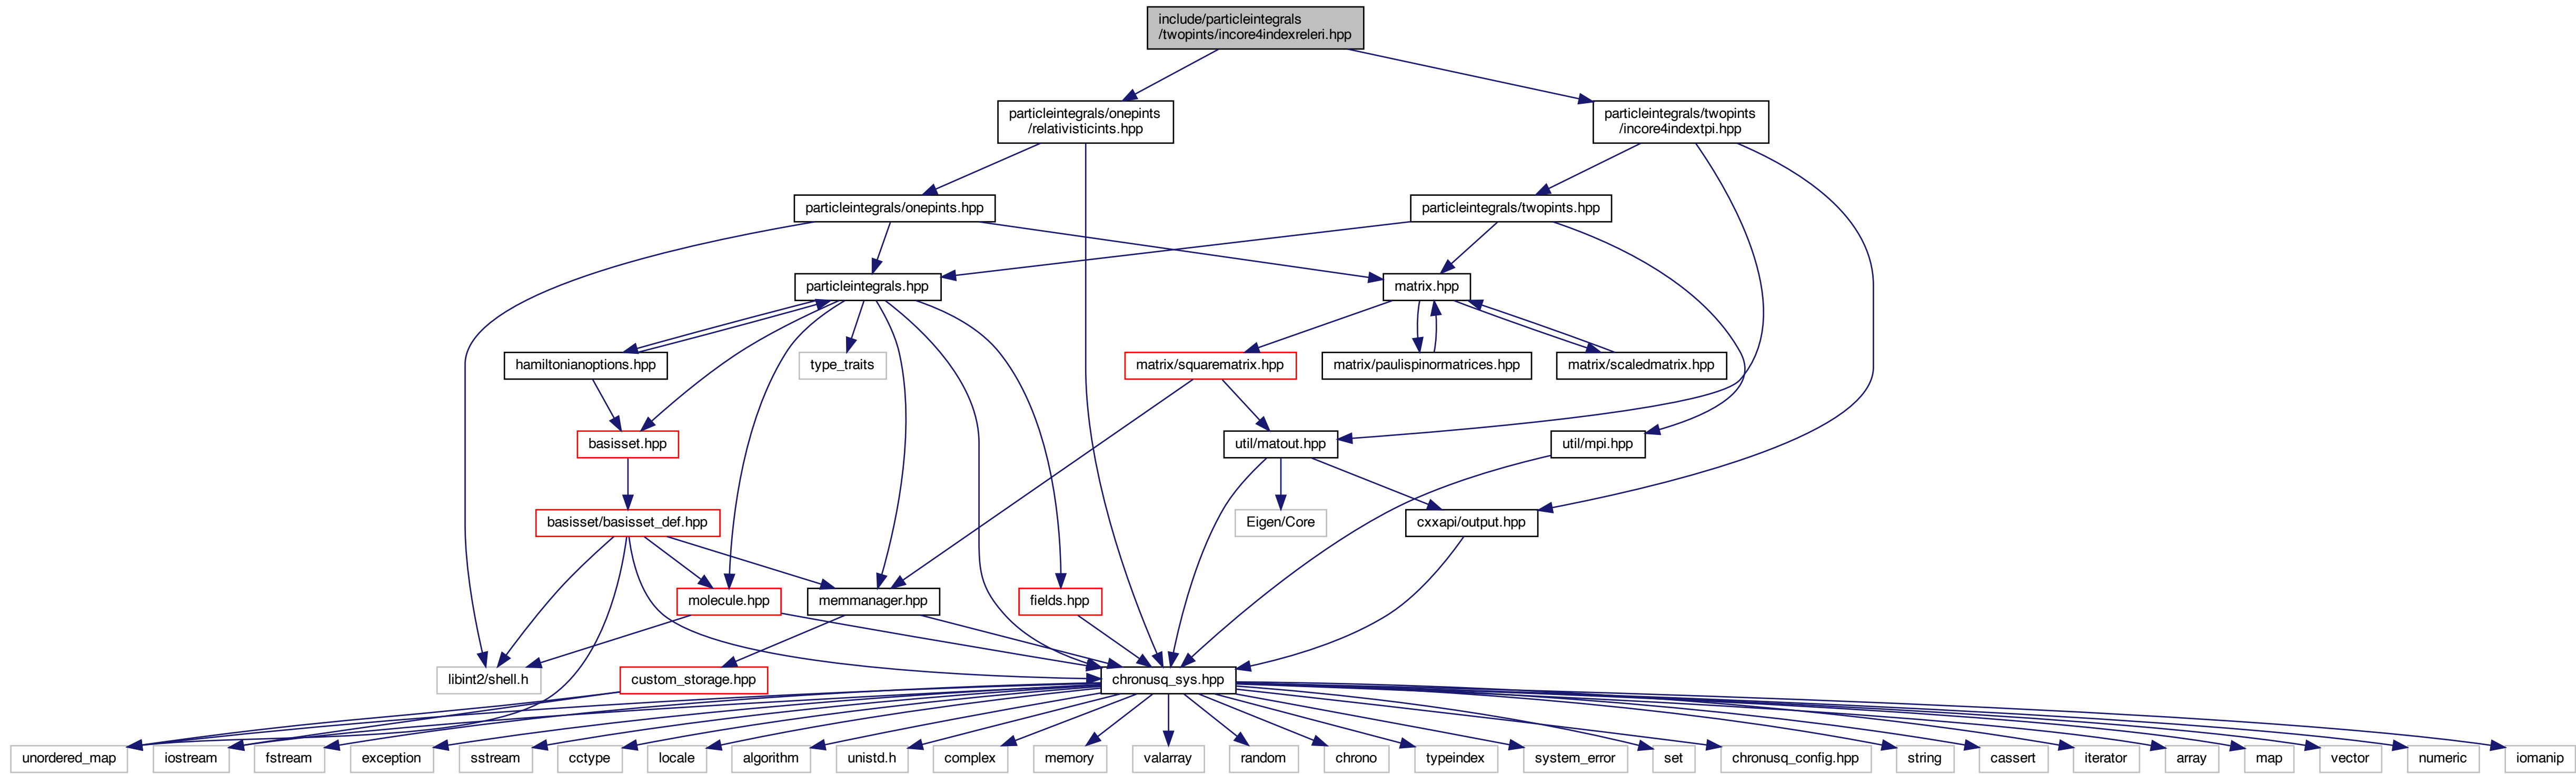 include/particleintegrals
/twopints/incore4indexreleri.hpp
particleintegrals/onepints
/relativisticints.hpp
particleintegrals/twopints
/incore4indextpi.hpp
particleintegrals/onepints.hpp
particleintegrals/twopints.hpp
particleintegrals.hpp
matrix.hpp
hamiltonianoptions.hpp
type_traits
matrix/squarematrix.hpp
matrix/paulispinormatrices.hpp
matrix/scaledmatrix.hpp
basisset.hpp
util/matout.hpp
util/mpi.hpp
basisset/basisset_def.hpp
Eigen/Core
cxxapi/output.hpp
molecule.hpp
memmanager.hpp
fields.hpp
libint2/shell.h
custom_storage.hpp
chronusq_sys.hpp
unordered_map
iostream
fstream
exception
sstream
cctype
locale
algorithm
unistd.h
complex
memory
valarray
random
chrono
typeindex
system_error
set
chronusq_config.hpp
string
cassert
iterator
array
map
vector
numeric
iomanip